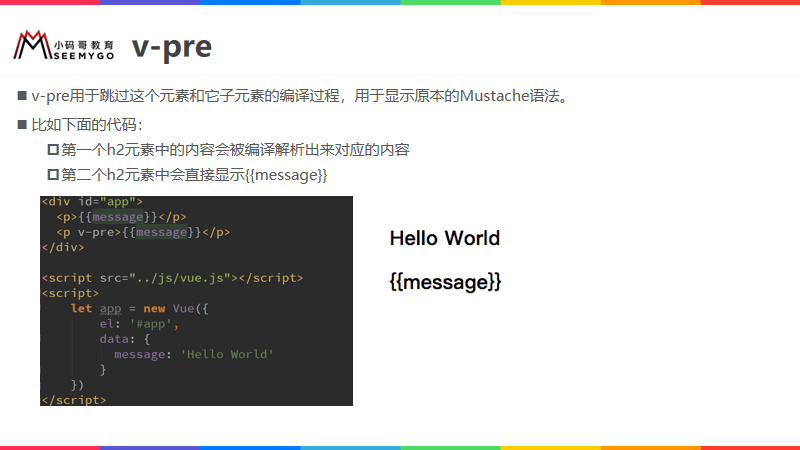 小码哥教育
SEEMYGO
v-pre
v-pre用于跳过这个元素和它子元素的编译过程，用于显示原本的Mustache语法。
比如下面的代码：
第一个h2元素中的内容会被编译解析出来对应的内容
第二个h2元素中会直接显示{{message}}
<div id="app">
  <p>{{message}}</p>
  <p v-pre>{{message}}</p>
</div>
<script src="../js/vue.js"></script>
<script>
    let app = new Vue({
        el: '#app',
        data: {
          message: 'Hello World'
        }
    })
</script>
Hello World
{{message}}